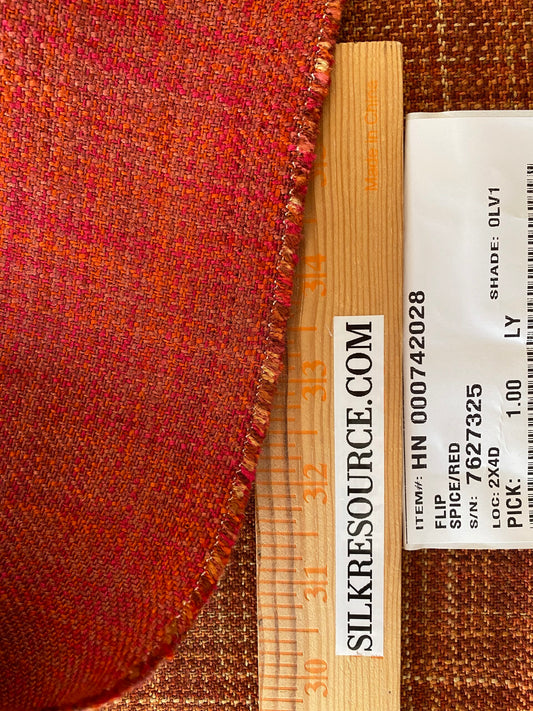 Made in China
34
33
32
31
30
SILKRESOURCE.COM
ITEM#: HN 000742028
FLIP
SPICE/RED
S/N: 7627325
LOC: 2X4D
PICK: 1.00 LY
SHADE: 0LV1